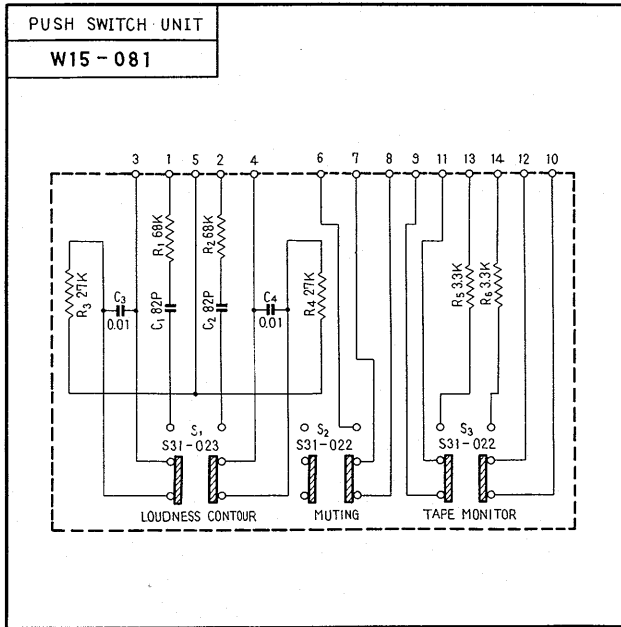 PUSH SWITCH UNIT
W15-081
3 1 5 2 4 6 7 8 9 11 13 14 12 10
R1 68K
R2 68K
R3 27K
C3 0.01
C1 82P
C2 82P
C4 0.01
R4 27K
R5 3.3K
R6 3.3K
S1 S2 S3
S31-023 S31-022 S31-022
LOUDNESS CONTOUR MUTING TAPE MONITOR